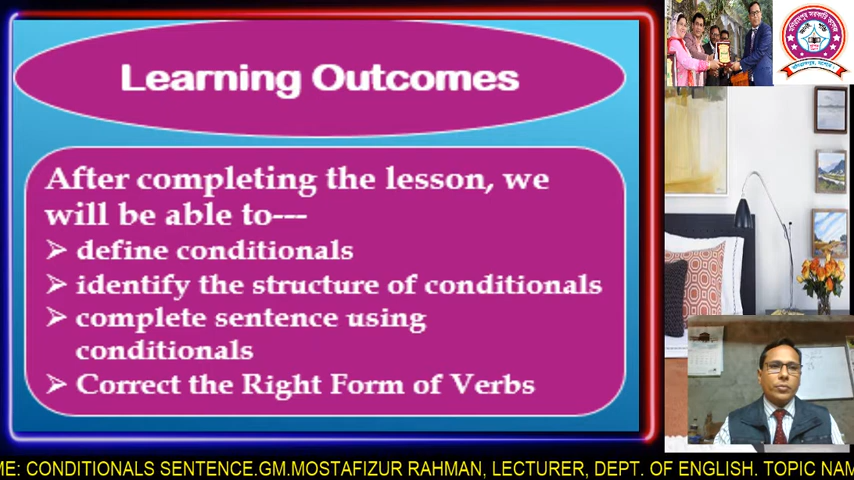 Learning Outcomes
After completing the lesson, we
will be able to---
➢ define conditionals
➢ identify the structure of conditionals
➢ complete sentence using
conditionals
➢ Correct the Right Form of Verbs
ME: CONDITIONALS SENTENCE.GM.MOSTAFIZUR RAHMAN, LECTURER, DEPT. OF ENGLISH. TOPIC NAM